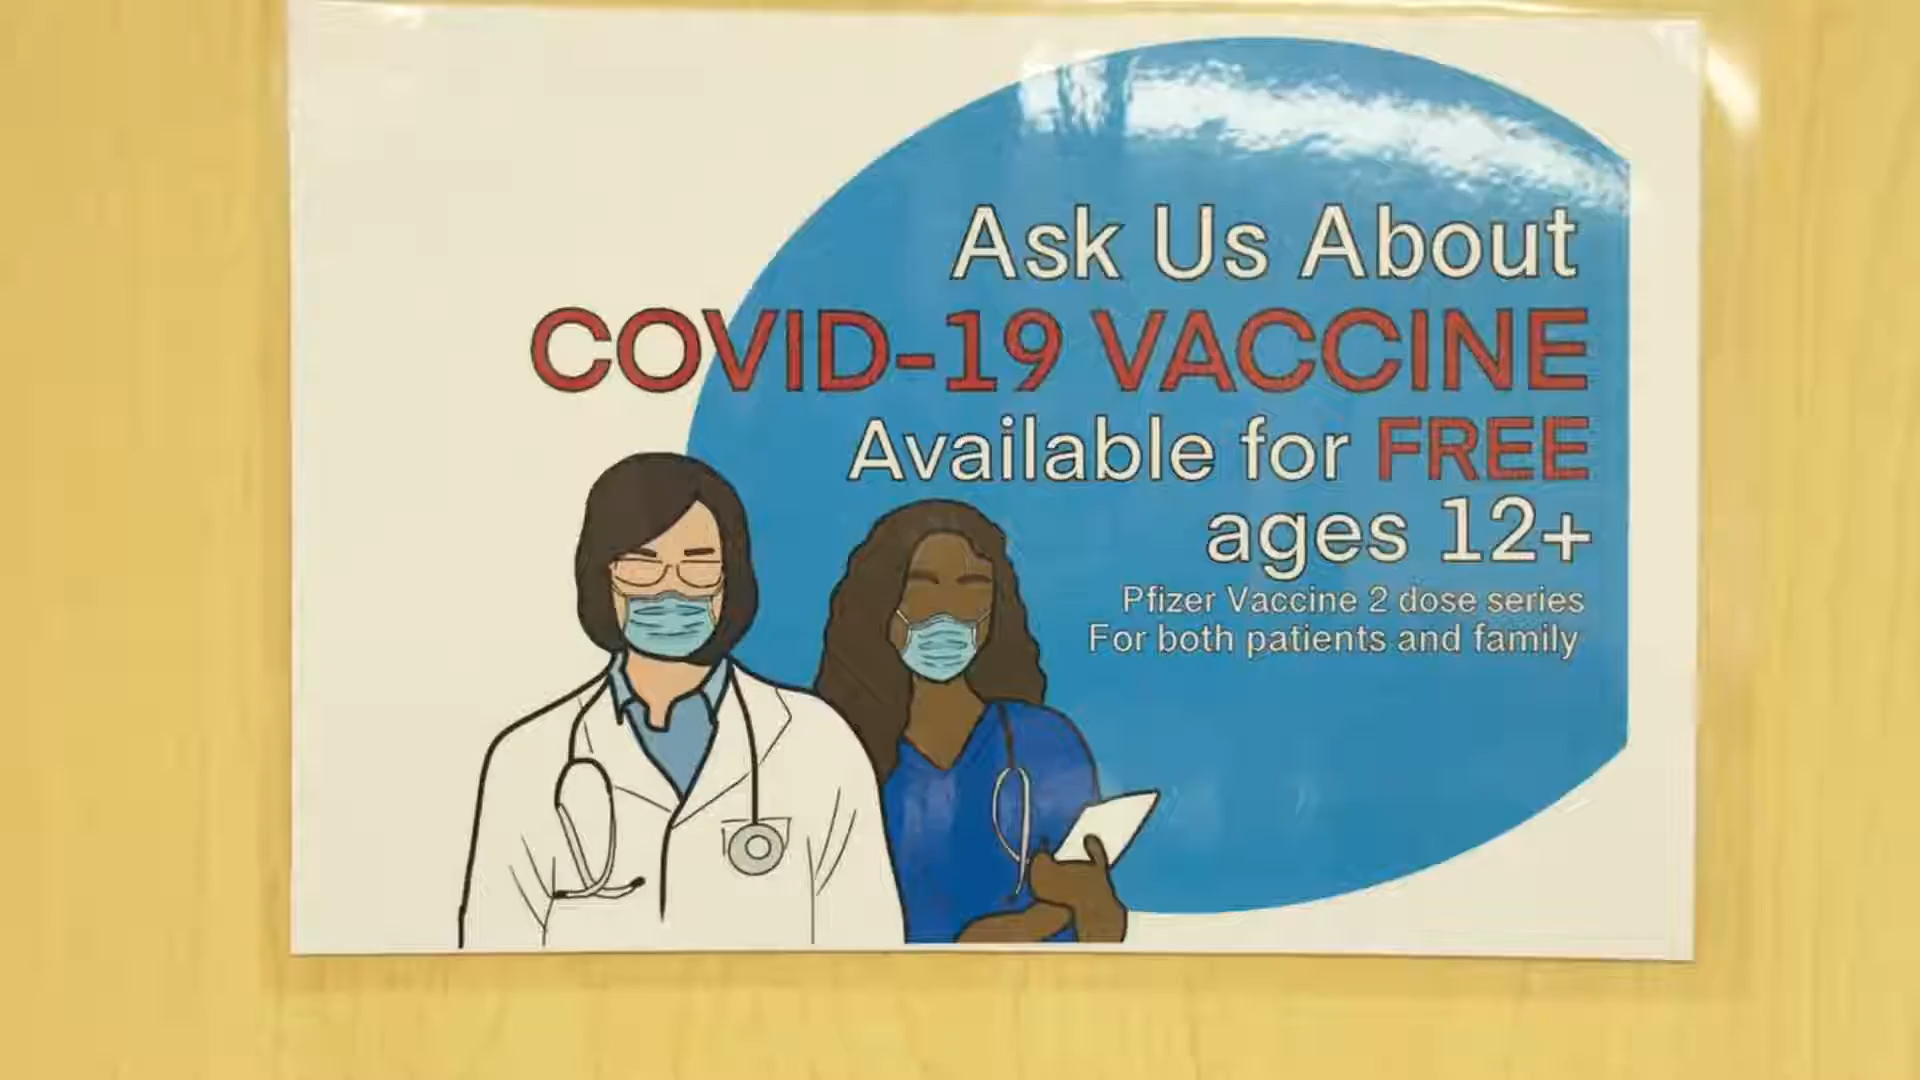 Ask Us About
COVID-19 VACCINE
Available for FREE
ages 12+
Pfizer Vaccine 2 dose series
For both patients and family